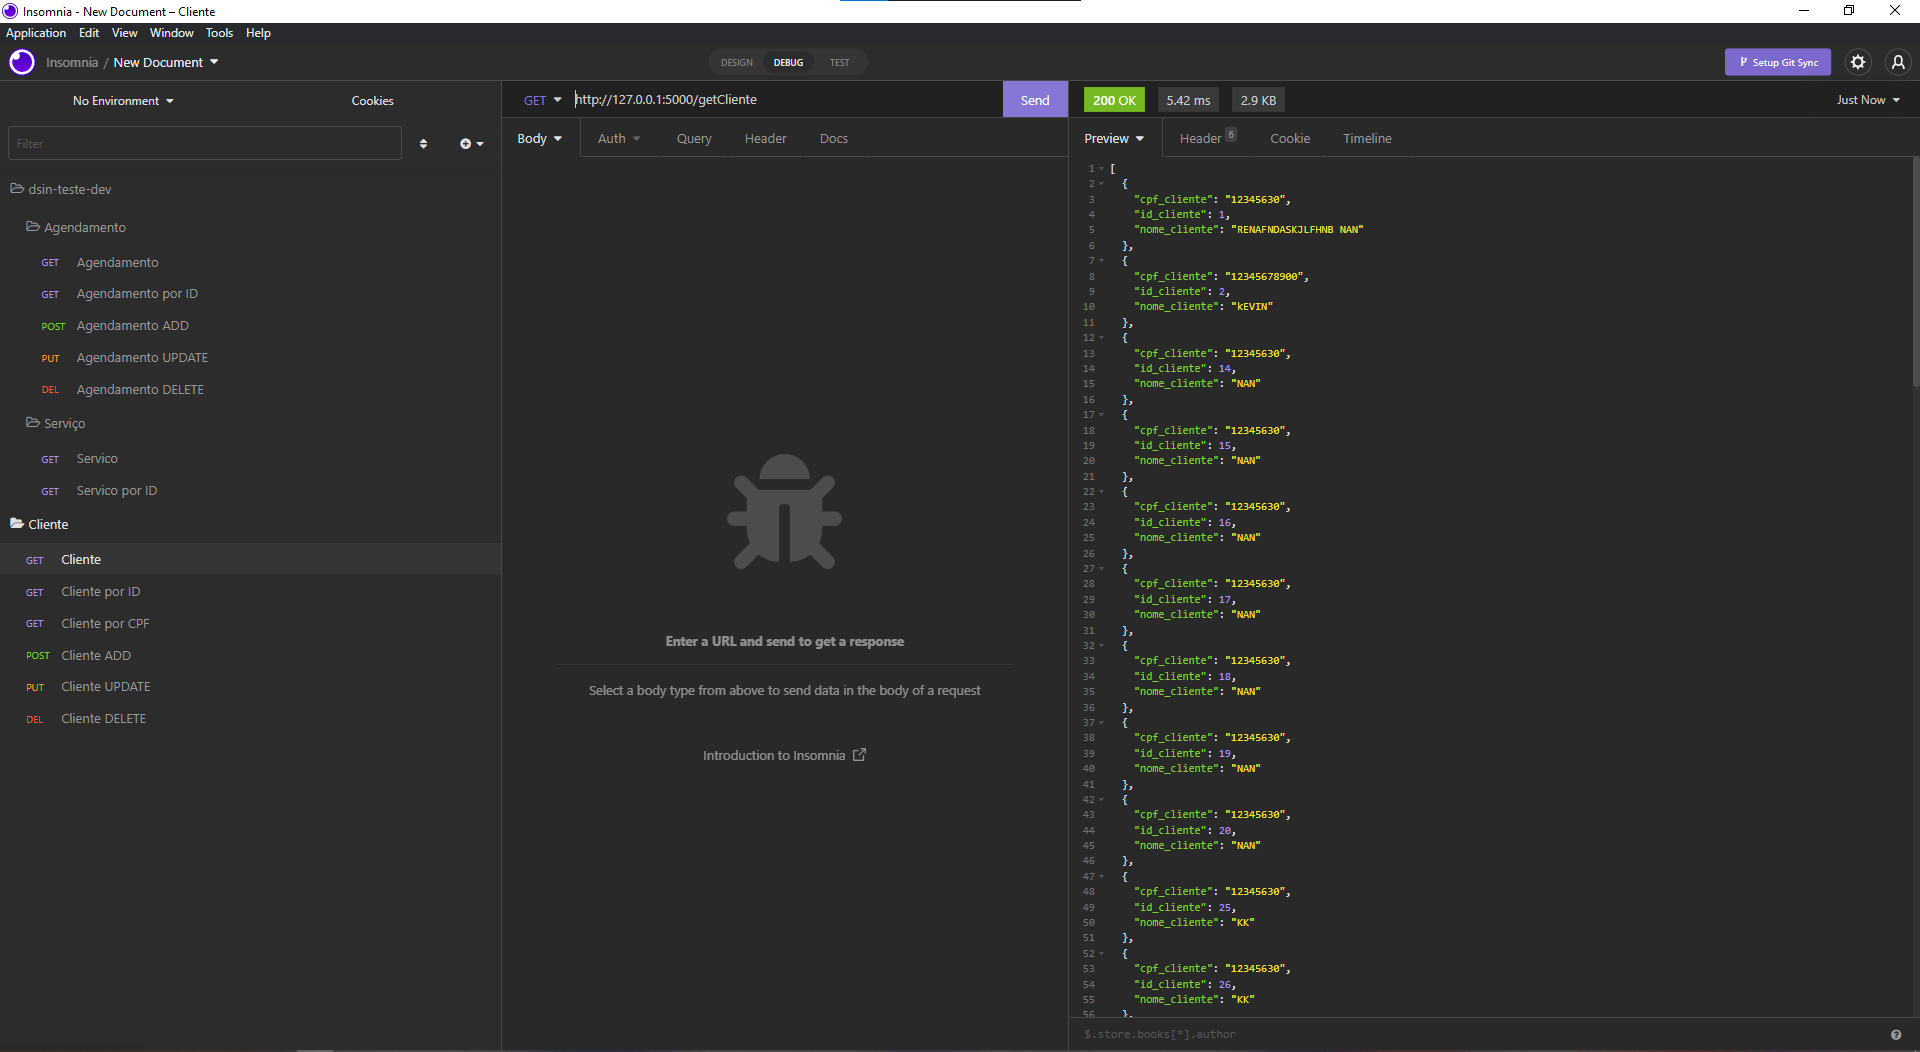 Insomnia - New Document – Cliente
Application Edit View Window Tools Help
Insomnia / New Document
DESIGN DEBUG TEST
Setup Git Sync
No Environment
Cookies
Filter
dsin-teste-dev
Agendamento
GET Agendamento
GET Agendamento por ID
POST Agendamento ADD
PUT Agendamento UPDATE
DEL Agendamento DELETE
Serviço
GET Servico
GET Servico por ID
Cliente
GET Cliente
GET Cliente por ID
GET Cliente por CPF
POST Cliente ADD
PUT Cliente UPDATE
DEL Cliente DELETE
GET http://127.0.0.1:5000/getCliente Send
Body Auth Query Header Docs
Enter a URL and send to get a response
Select a body type from above to send data in the body of a request
Introduction to Insomnia
200 OK 5.42 ms 2.9 KB Just Now
Preview Header 6 Cookie Timeline
1 [
2 {
3 "cpf_cliente": "12345630",
4 "id_cliente": 1,
5 "nome_cliente": "RENAFNDASKJLFHNB NAN"
6 },
7 {
8 "cpf_cliente": "12345678900",
9 "id_cliente": 2,
10 "nome_cliente": "kEVIN"
11 },
12 {
13 "cpf_cliente": "12345630",
14 "id_cliente": 14,
15 "nome_cliente": "NAN"
16 },
17 {
18 "cpf_cliente": "12345630",
19 "id_cliente": 15,
20 "nome_cliente": "NAN"
21 },
22 {
23 "cpf_cliente": "12345630",
24 "id_cliente": 16,
25 "nome_cliente": "NAN"
26 },
27 {
28 "cpf_cliente": "12345630",
29 "id_cliente": 17,
30 "nome_cliente": "NAN"
31 },
32 {
33 "cpf_cliente": "12345630",
34 "id_cliente": 18,
35 "nome_cliente": "NAN"
36 },
37 {
38 "cpf_cliente": "12345630",
39 "id_cliente": 19,
40 "nome_cliente": "NAN"
41 },
42 {
43 "cpf_cliente": "12345630",
44 "id_cliente": 20,
45 "nome_cliente": "NAN"
46 },
47 {
48 "cpf_cliente": "12345630",
49 "id_cliente": 25,
50 "nome_cliente": "KK"
51 },
52 {
53 "cpf_cliente": "12345630",
54 "id_cliente": 26,
55 "nome_cliente": "KK"
56 },
$.store.books[*].author